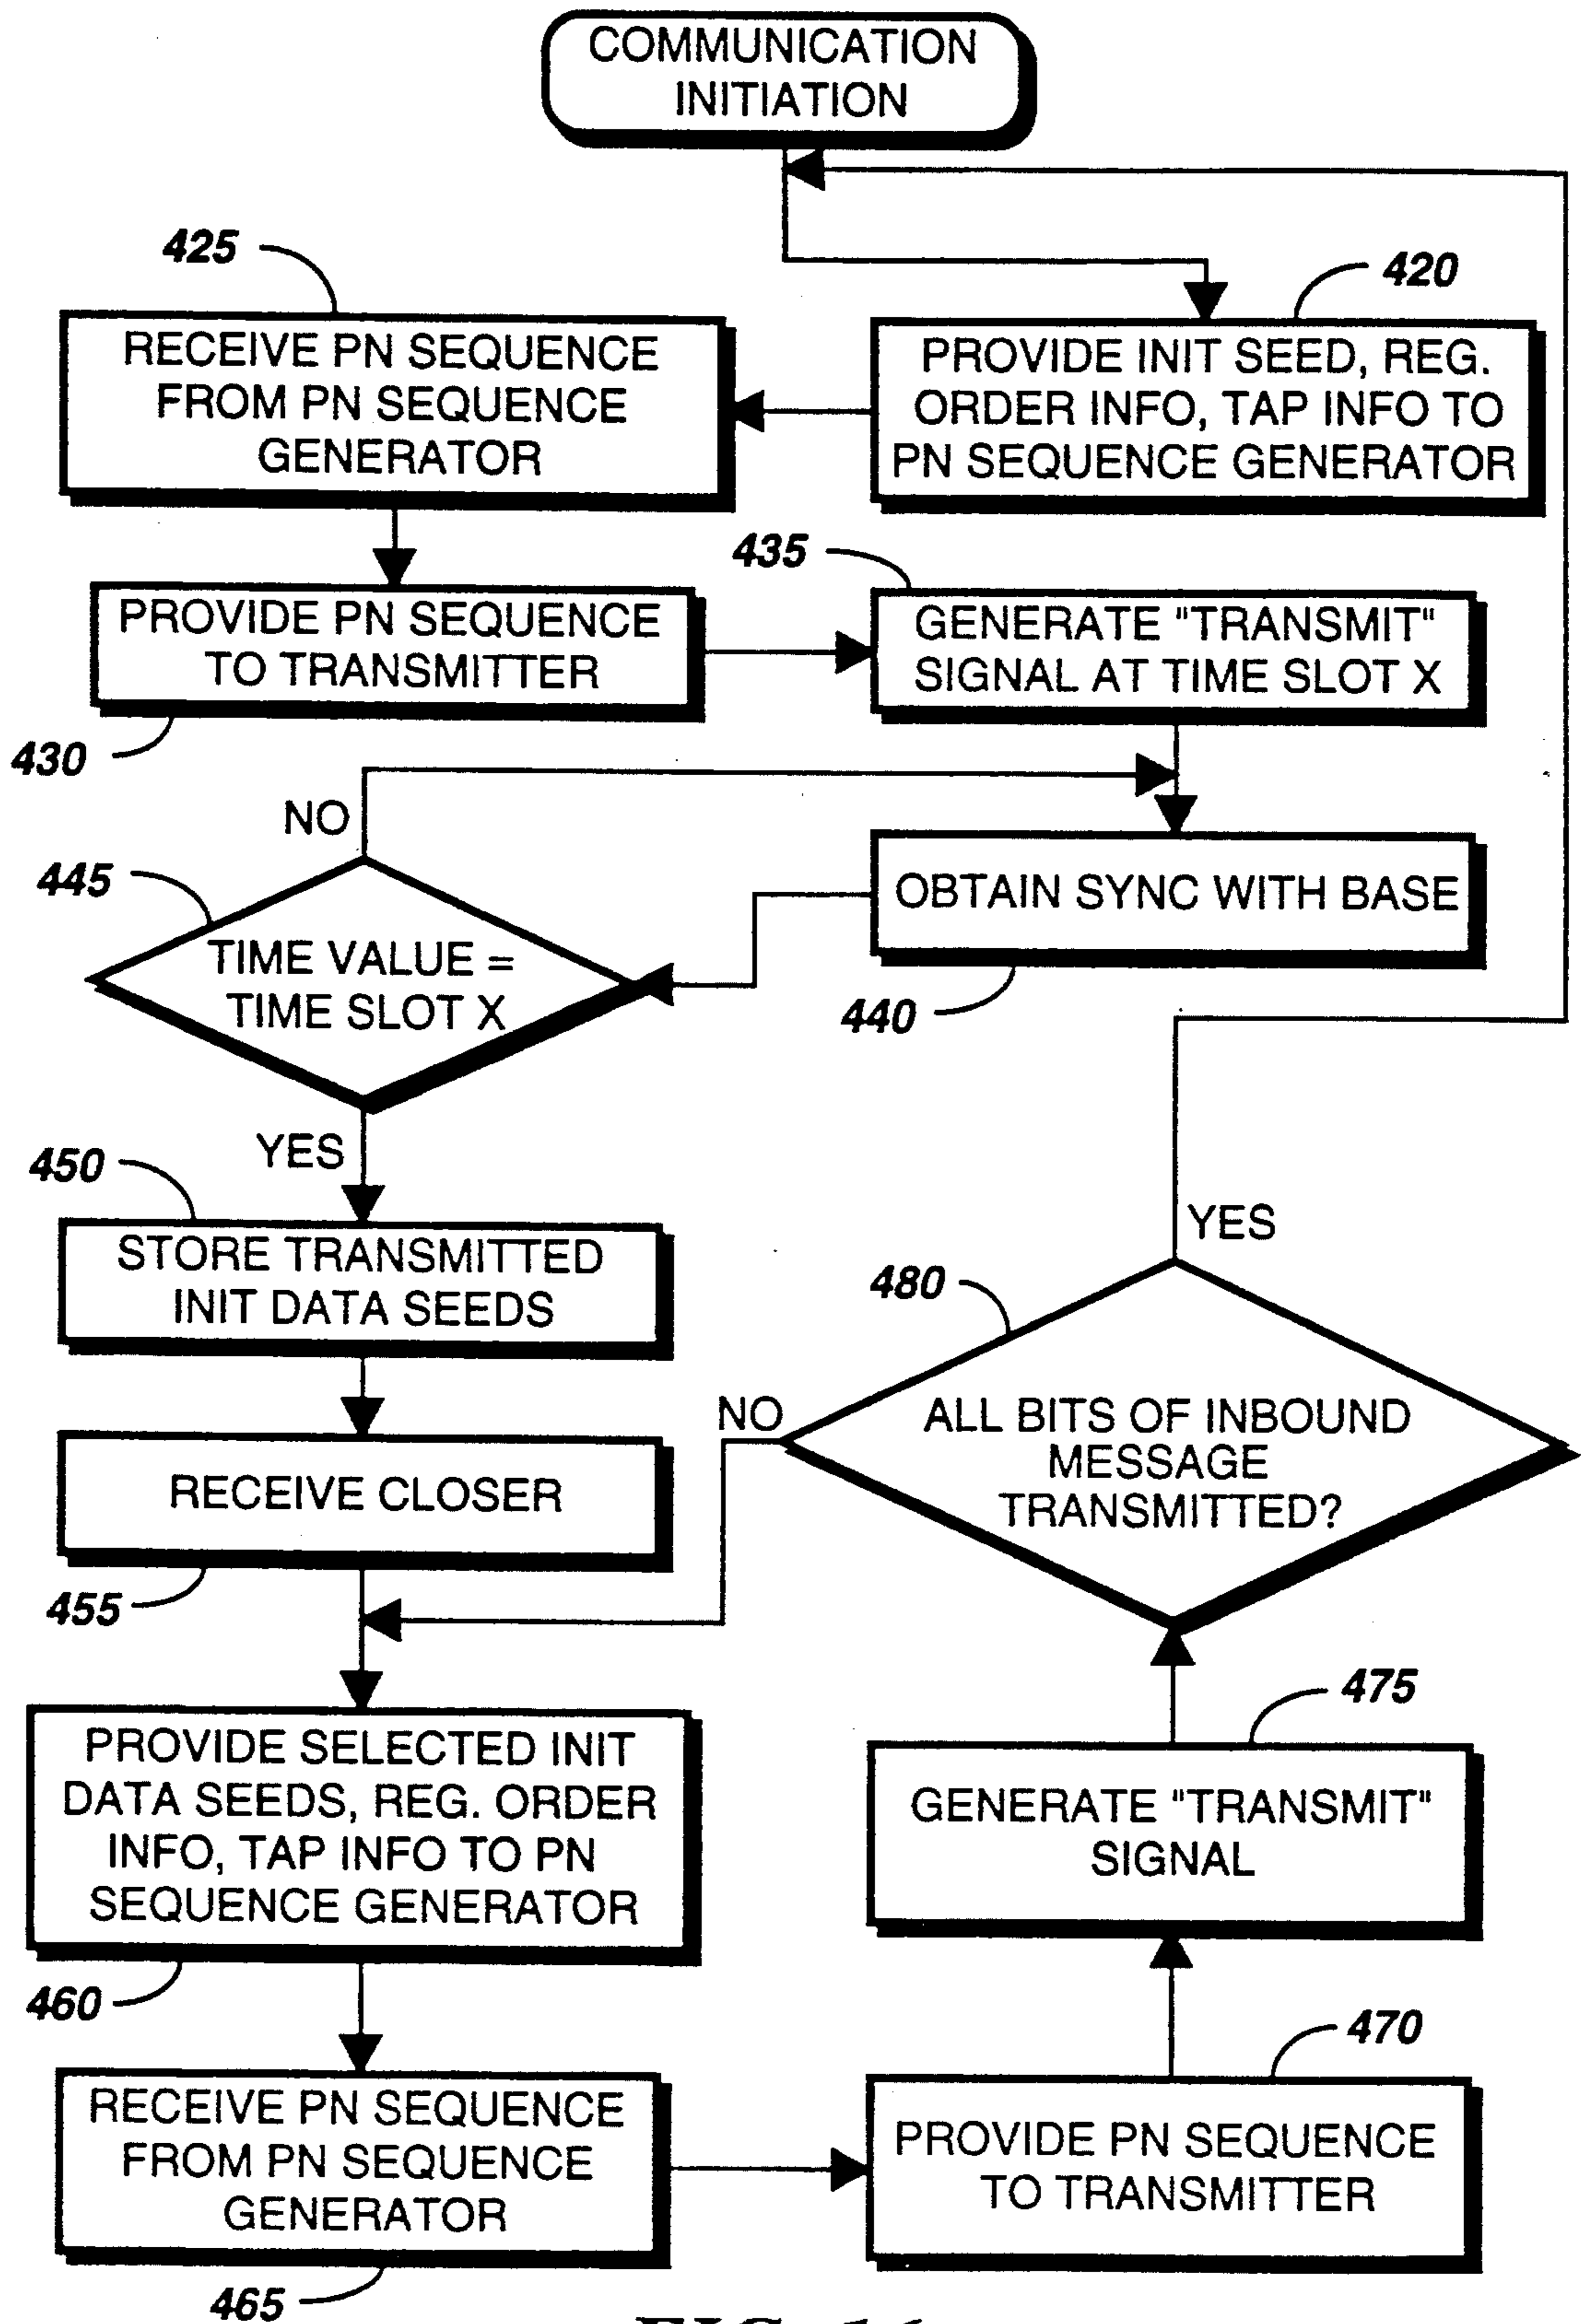 COMMUNICATION
INITIATION
425
420
RECEIVE PN SEQUENCE
FROM PN SEQUENCE
GENERATOR
PROVIDE INIT SEED, REG.
ORDER INFO, TAP INFO TO
PN SEQUENCE GENERATOR
435
PROVIDE PN SEQUENCE
TO TRANSMITTER
GENERATE "TRANSMIT"
SIGNAL AT TIME SLOT X
430
NO
445
OBTAIN SYNC WITH BASE
TIME VALUE =
TIME SLOT X
440
YES
450
STORE TRANSMITTED
INIT DATA SEEDS
YES
480
NO
ALL BITS OF INBOUND
MESSAGE
TRANSMITTED?
RECEIVE CLOSER
455
475
PROVIDE SELECTED INIT
DATA SEEDS, REG. ORDER
INFO, TAP INFO TO PN
SEQUENCE GENERATOR
GENERATE "TRANSMIT"
SIGNAL
460
470
RECEIVE PN SEQUENCE
FROM PN SEQUENCE
GENERATOR
PROVIDE PN SEQUENCE
TO TRANSMITTER
465